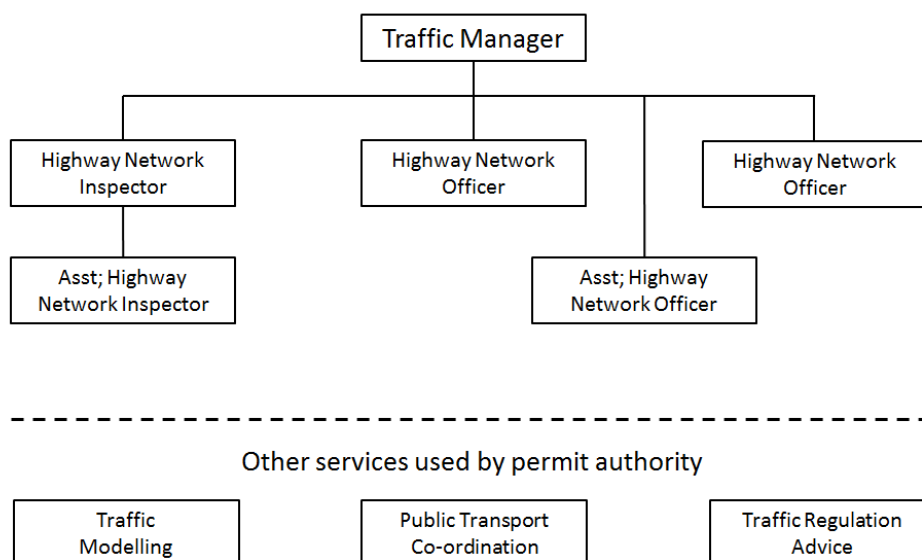 Traffic Manager
Highway Network
Inspector
Highway Network
Officer
Highway Network
Officer
Asst; Highway
Network Inspector
Asst; Highway
Network Officer
Other services used by permit authority
Traffic
Modelling
Public Transport
Co-ordination
Traffic Regulation
Advice